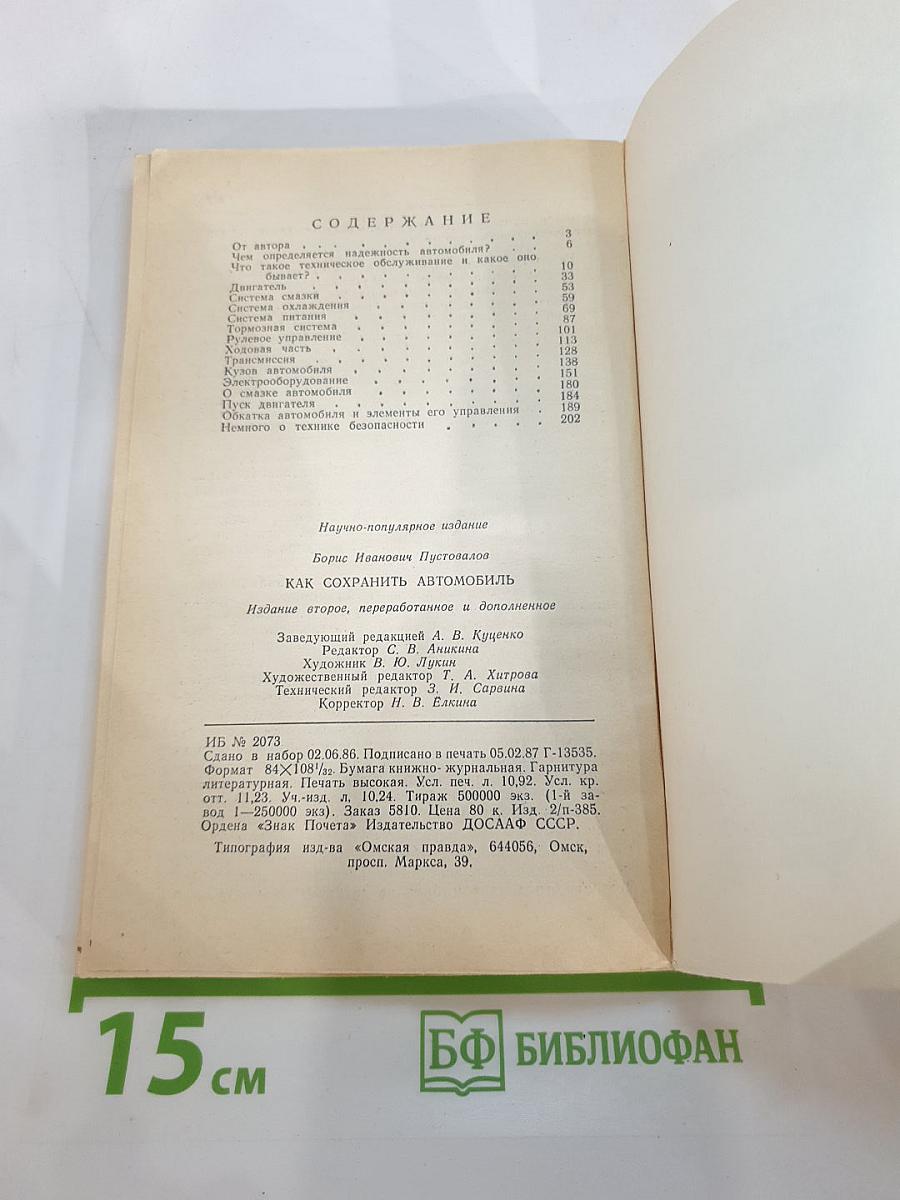 СОДЕРЖАНИЕ
От автора . . . . . . . . . . 3
Чем определяется надежность автомобиля? . . 6
Что такое техническое обслуживание и какое оно
бывает? . . . . . . . . . . 10
Двигатель . . . . . . . . . . 33
Система смазки . . . . . . . . . 53
Система охлаждения . . . . . . . . 59
Система питания . . . . . . . . . 69
Тормозная система . . . . . . . . 87
Рулевое управление . . . . . . . . 101
Ходовая часть . . . . . . . . . 113
Трансмиссия . . . . . . . . . . 128
Кузов автомобиля . . . . . . . . 138
Электрооборудование . . . . . . . 151
О смазке автомобиля . . . . . . . 180
Пуск двигателя . . . . . . . . . 184
Обкатка автомобиля и элементы его управления . 189
Немного о технике безопасности . . . . . 202
Научно-популярное издание
Борис Иванович Пустовалов
КАК СОХРАНИТЬ АВТОМОБИЛЬ
Издание второе, переработанное и дополненное
Заведующий редакцией А. В. Куценко
Редактор С. В. Аникина
Художник В. Ю. Лукин
Художественный редактор Т. А. Хитрова
Технический редактор З. И. Сарвина
Корректор Н. В. Ёлкина
ИБ № 2073
Сдано в набор 02.06.86. Подписано в печать 05.02.87 Г-13535.
Формат 84×108¹/₃₂. Бумага книжно-журнальная. Гарнитура
литературная. Печать высокая. Усл. печ. л. 10,92. Усл. кр.
отт. 11,23. Уч.-изд. л, 10,24. Тираж 500000 экз. (1-й за-
вод 1—250000 экз). Заказ 5810. Цена 80 к. Изд. 2/п-385.
Ордена «Знак Почета» Издательство ДОСААФ СССР.
Типография изд-ва «Омская правда», 644056, Омск,
просп. Маркса, 39.
15 см
БФ БИБЛИОФАН